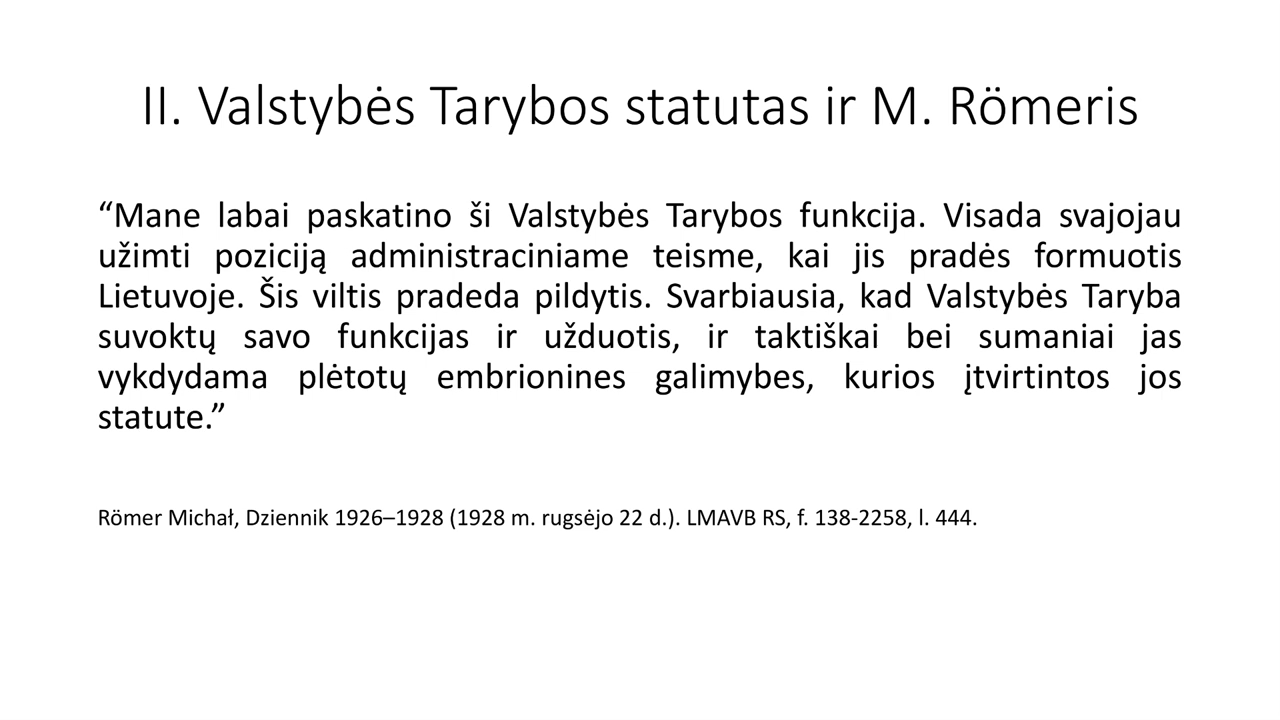 II. Valstybės Tarybos statutas ir M. Römeris
“Mane labai paskatino ši Valstybės Tarybos funkcija. Visada svajojau
užimti poziciją administraciniame teisme, kai jis pradės formuotis
Lietuvoje. Šis viltis pradeda pildytis. Svarbiausia, kad Valstybės Taryba
suvoktų savo funkcijas ir užduotis, ir taktiškai bei sumaniai jas
vykdydama plėtotų embrionines galimybes, kurios įtvirtintos jos
statute.”
Römer Michał, Dziennik 1926–1928 (1928 m. rugsėjo 22 d.). LMAVB RS, f. 138-2258, l. 444.